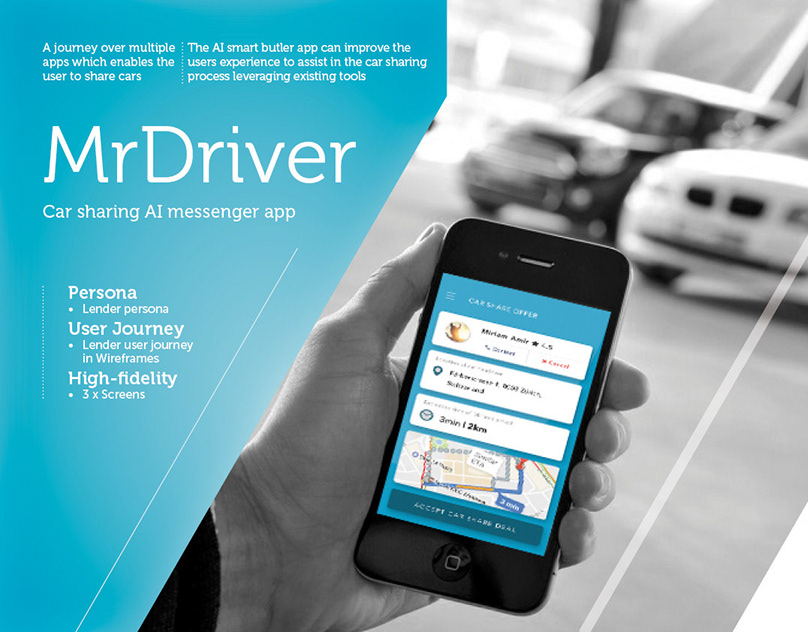 A journey over multiple
apps which enables the
user to share cars
The AI smart butler app can improve the
users experience to assist in the car sharing
process leveraging existing tools
MrDriver
Car sharing AI messenger app
Persona
• Lender persona
User Journey
• Lender user journey
in Wireframes
High-fidelity
• 3 x Screens
CAR SHARE OFFER
Miriam Amir ★ 4.5
Contact
Cancel
8050 Zürich,
Switzerland
3min | 2km
3 min
ACCEPT CAR SHARE DEAL